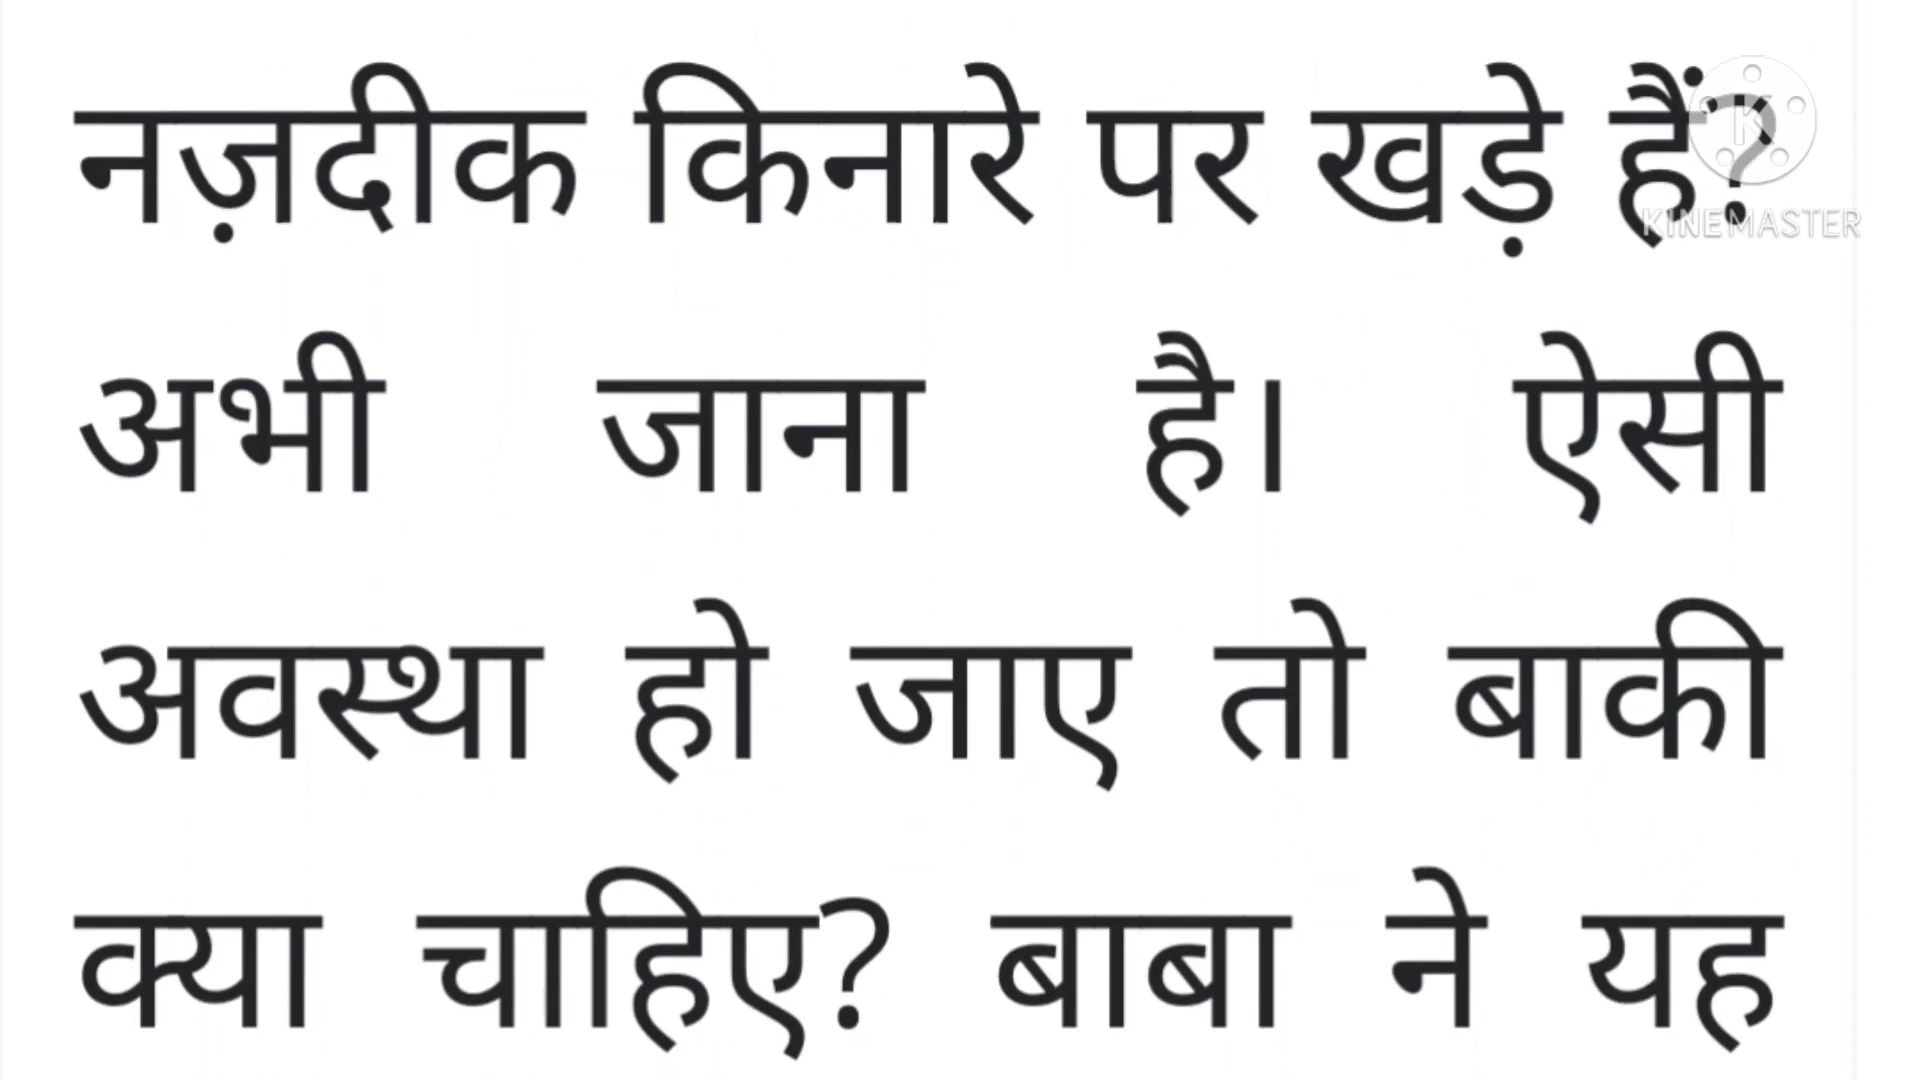 नज़दीक किनारे पर खड़े हैं?
KINEMASTER
अभी जाना है। ऐसी
अवस्था हो जाए तो बाकी
क्या चाहिए? बाबा ने यह